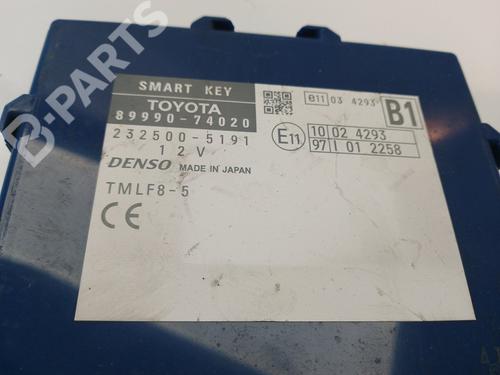 B-PARTS
SMART KEY
TOYOTA
89990-74020
232500-5191
12V
DENSO MADE IN JAPAN
TMLF8-5
CE
B11 03 4293
B1
E11
10 02 4293
97 I 01 2258